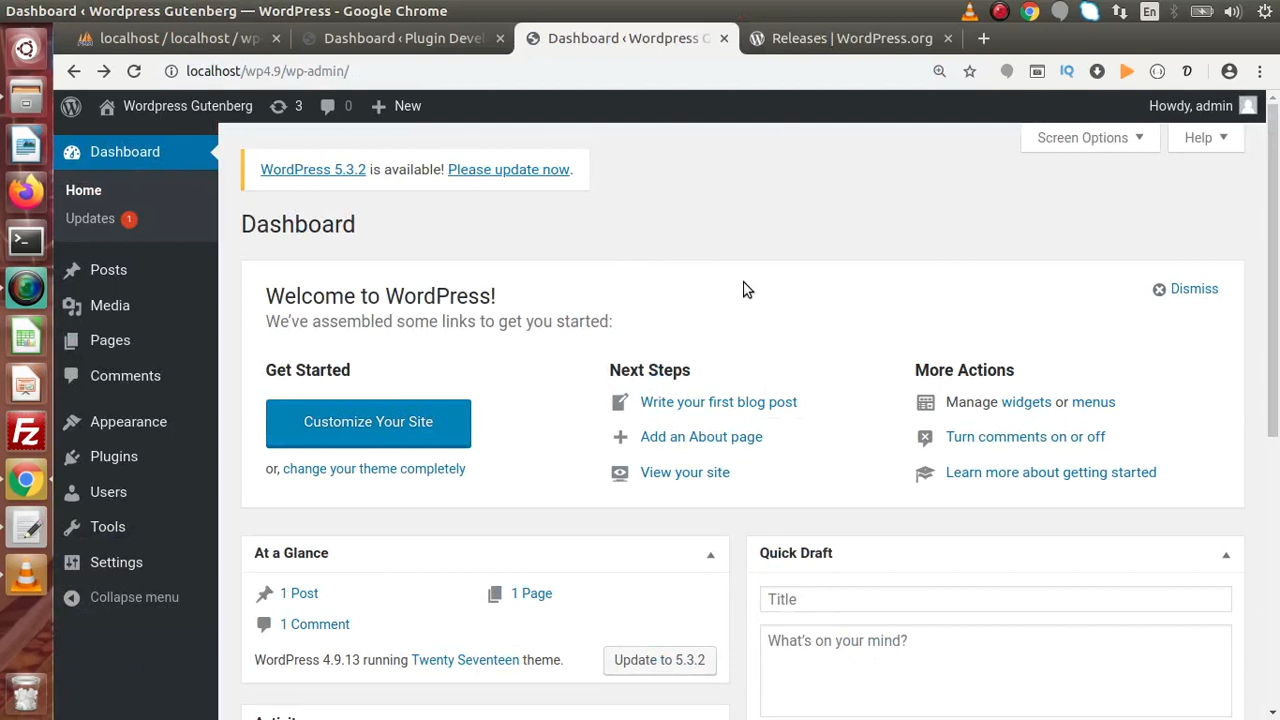 Dashboard ‹ Wordpress Gutenberg — WordPress - Google Chrome
En
localhost / localhost / wp
Dashboard ‹ Plugin Devel
Dashboard ‹ Wordpress G
Releases | WordPress.org
localhost/wp4.9/wp-admin/
Wordpress Gutenberg
3
0
New
Howdy, admin
Dashboard
Home
Updates 1
Posts
Media
Pages
Comments
Appearance
Plugins
Users
Tools
Settings
Collapse menu
Screen Options
Help
WordPress 5.3.2 is available! Please update now.
Dashboard
Welcome to WordPress!
We've assembled some links to get you started:
Dismiss
Get Started
Customize Your Site
or, change your theme completely
Next Steps
Write your first blog post
Add an About page
View your site
More Actions
Manage widgets or menus
Turn comments on or off
Learn more about getting started
At a Glance
1 Post
1 Page
1 Comment
WordPress 4.9.13 running Twenty Seventeen theme.
Update to 5.3.2
Quick Draft
Title
What's on your mind?